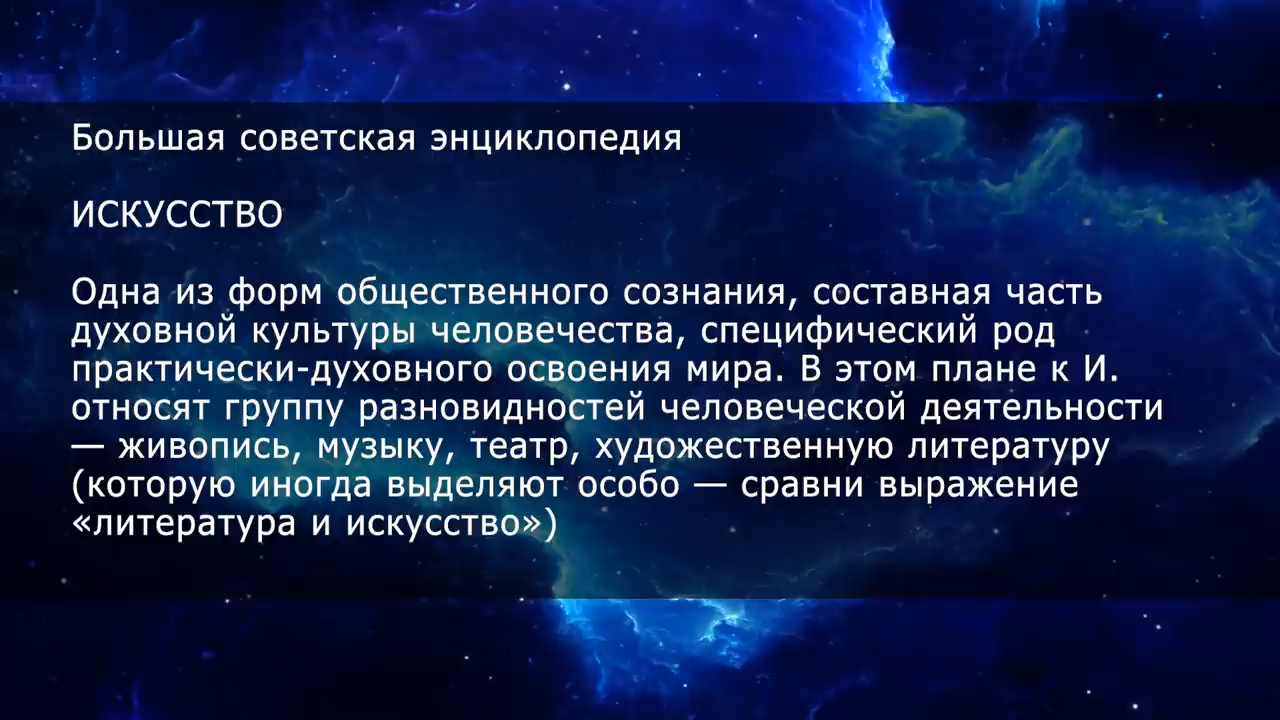 Большая советская энциклопедия
ИСКУССТВО
Одна из форм общественного сознания, составная часть
духовной культуры человечества, специфический род
практически-духовного освоения мира. В этом плане к И.
относят группу разновидностей человеческой деятельности
— живопись, музыку, театр, художественную литературу
(которую иногда выделяют особо — сравни выражение
«литература и искусство»)